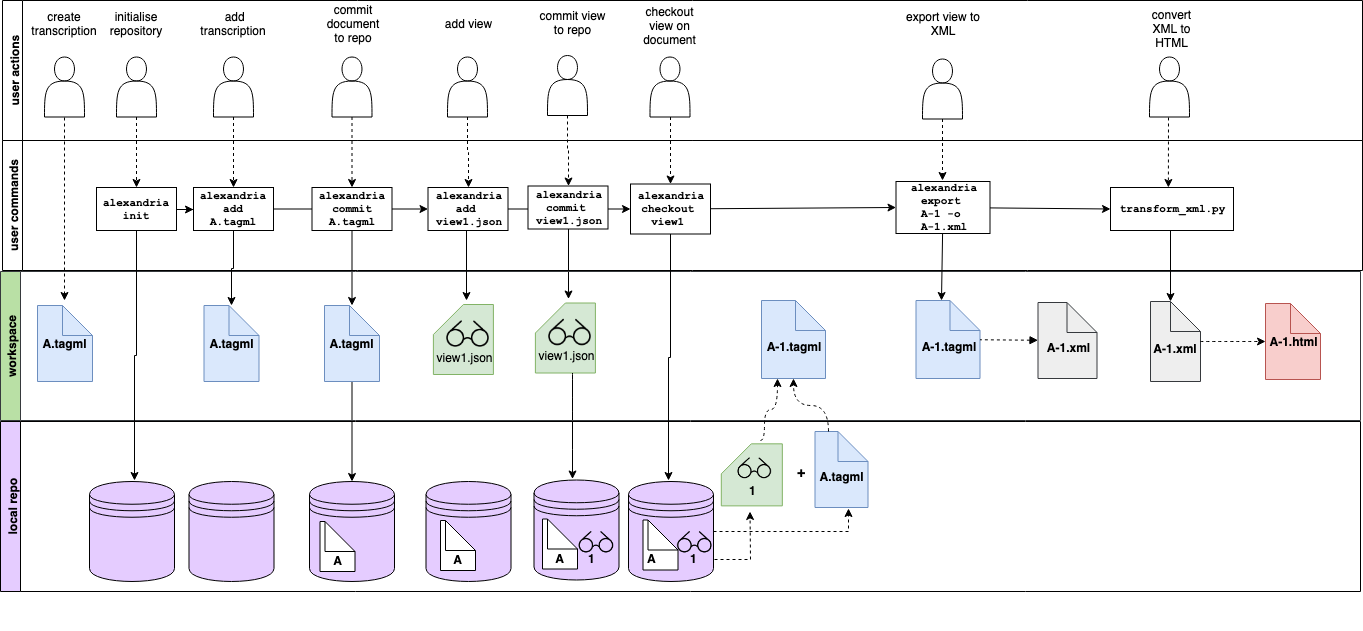 user actions
create
transcription
initialise
repository
add
transcription
commit
document
to repo
add view
commit view
to repo
checkout
view on
document
export view to
XML
convert
XML to
HTML
user commands
alexandria
init
alexandria
add
A.tagml
alexandria
commit
A.tagml
alexandria
add
view1.json
alexandria
commit
view1.json
alexandria
checkout
view1
alexandria
export
A-1 -o
A-1.xml
transform_xml.py
workspace
A.tagml
A.tagml
A.tagml
view1.json
view1.json
A-1.tagml
A-1.tagml
A-1.xml
A-1.xml
A-1.html
local repo
A
A
A
1
A
1
1
+
A.tagml